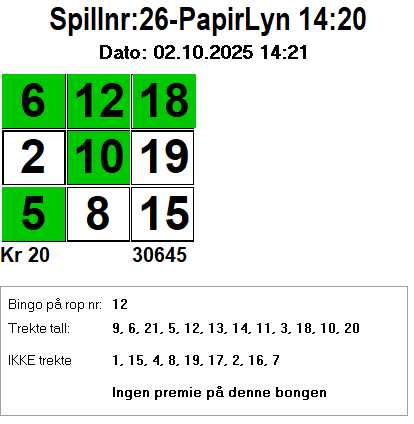 Spillnr:26-PapirLyn 14:20
Dato: 02.10.2025 14:21
6 12 18
2 10 19
5 8 15
Kr 20 30645
Bingo på rop nr: 12
Trekte tall: 9, 6, 21, 5, 12, 13, 14, 11, 3, 18, 10, 20
IKKE trekte 1, 15, 4, 8, 19, 17, 2, 16, 7
Ingen premie på denne bongen